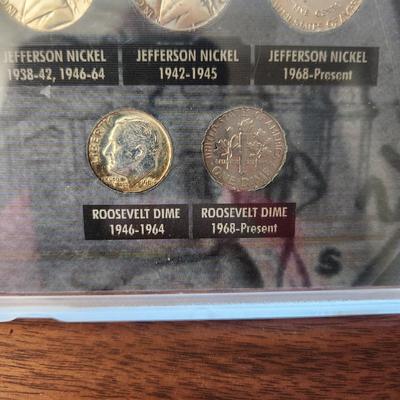 JEFFERSON NICKEL
1938-42, 1946-64
JEFFERSON NICKEL
1942-1945
JEFFERSON NICKEL
1968-Present
LIBERTY
ROOSEVELT DIME
1946-1964
ROOSEVELT DIME
1968-Present
S